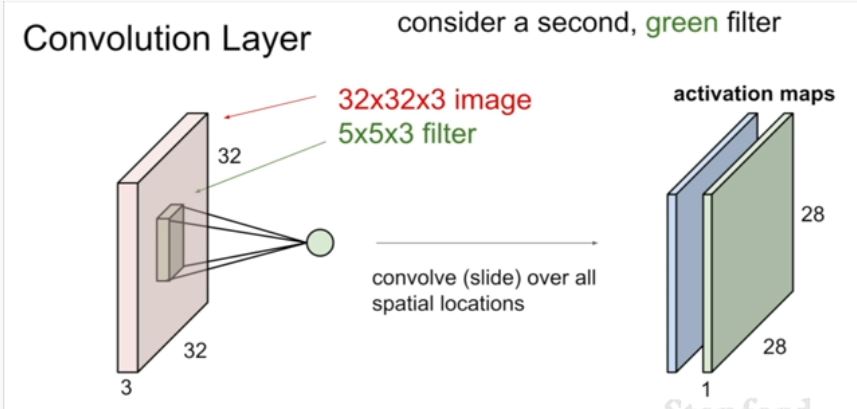 Convolution Layer
consider a second, green filter
32x32x3 image
5x5x3 filter
32
32
3
convolve (slide) over all
spatial locations
activation maps
28
28
1